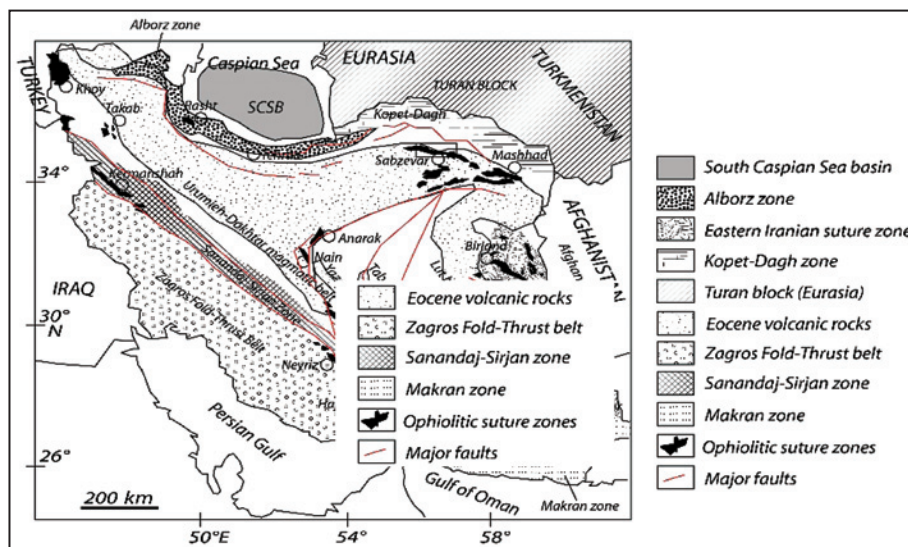 Alborz zone
Caspian Sea
EURASIA
TURKEY
TURAN BLOCK
TURKMENISTAN
SCSB
Khoy
Takab
Rasht
Kopet-Dagh
Tehran
Sabzevar
Mashhad
34°
Kermanshah
Urumieh-Dokhtar magmatic belt
Anarak
Nain
Birjand
Afghan
AFGHANISTAN
Yaz
Tab
Lut
Sanandaj-Sirjan Zone
IRAQ
Zagros Fold-Thrust Belt
30°
N
Neyriz
Ha
Persian Gulf
26°
Gulf of Oman
Makran
zone
200 km
50°E
54°
58°
Eocene volcanic rocks
Zagros Fold-Thrust belt
Sanandaj-Sirjan zone
Makran zone
Ophiolitic suture zones
Major faults
South Caspian Sea basin
Alborz zone
Eastern Iranian suture zone
Kopet-Dagh zone
Turan block (Eurasia)
Eocene volcanic rocks
Zagros Fold-Thrust belt
Sanandaj-Sirjan zone
Makran zone
Ophiolitic suture zones
Major faults